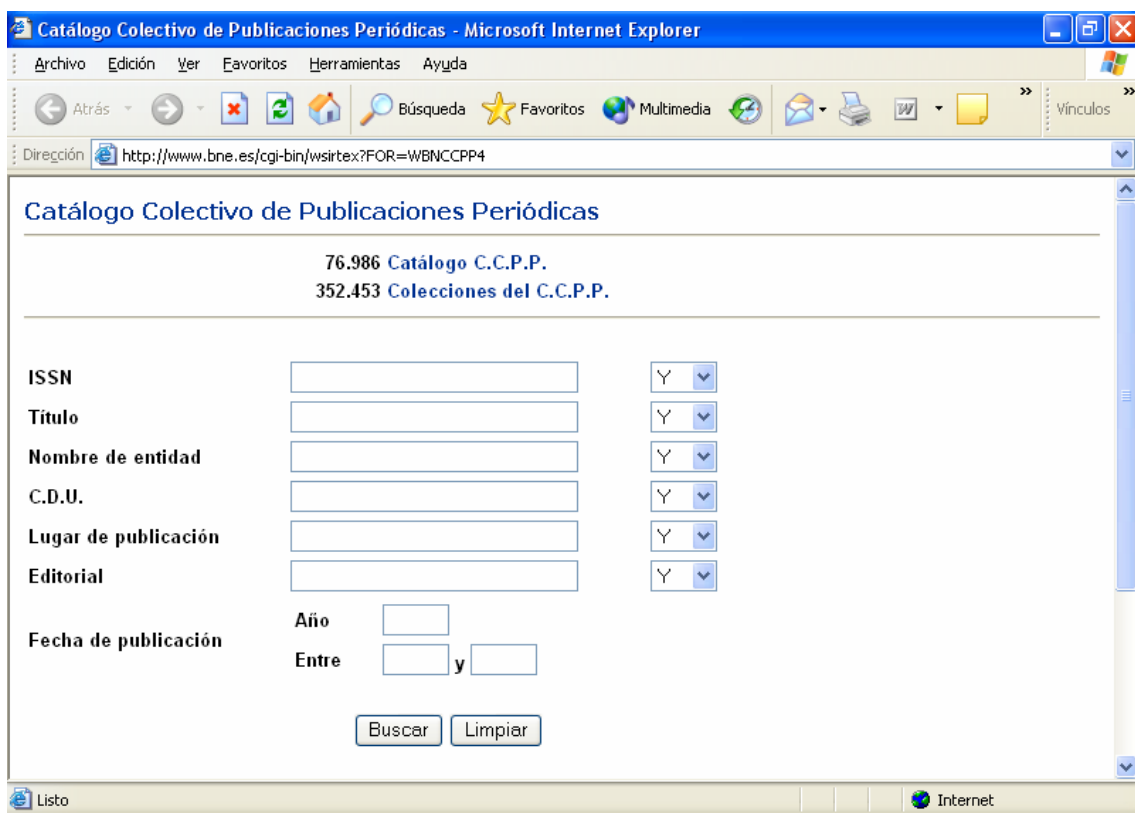 Catálogo Colectivo de Publicaciones Periódicas - Microsoft Internet Explorer
Archivo Edición Ver Favoritos Herramientas Ayuda
Atrás Búsqueda Favoritos Multimedia W » Vínculos »
Dirección http://www.bne.es/cgi-bin/wsirtex?FOR=WBNCCPP4
Catálogo Colectivo de Publicaciones Periódicas
76.986 Catálogo C.C.P.P.
352.453 Colecciones del C.C.P.P.
ISSN Y
Título Y
Nombre de entidad Y
C.D.U. Y
Lugar de publicación Y
Editorial Y
Fecha de publicación Año
Entre y
Buscar Limpiar
Listo Internet